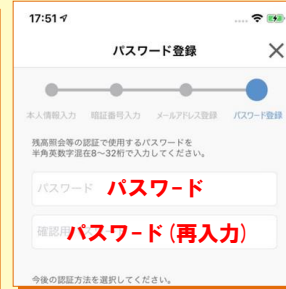 17:51
パスワード登録
本人情報入力 暗証番号入力 メールアドレス登録 パスワード登録
残高照会等の認証で使用するパスワードを
半角英数字混在8〜32桁で入力してください。
パスワード パスワード
確認用 パスワード(再入力)
今後の認証方法を選択してください。